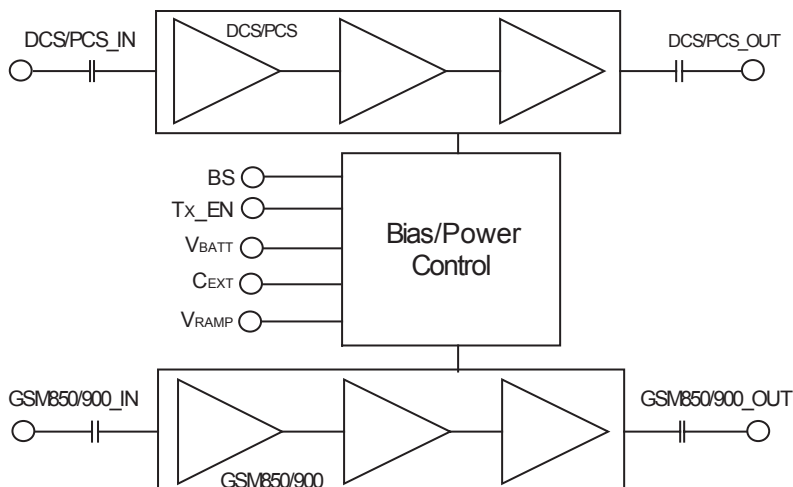 DCS/PCS_IN
DCS/PCS
DCS/PCS_OUT
BS
TX_EN
VBATT
CEXT
VRAMP
Bias/Power
Control
GSM850/900_IN
GSM850/900_OUT
GSM850/900